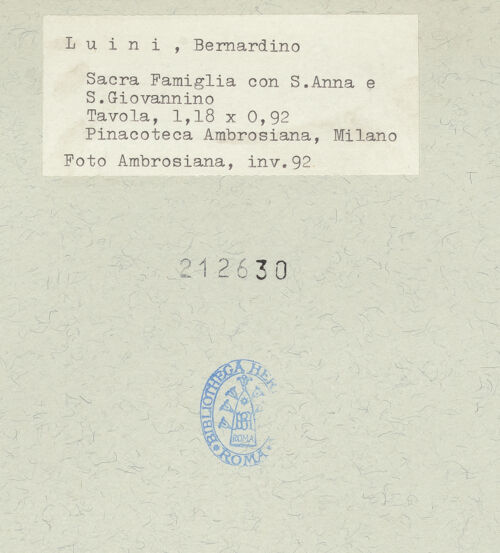 L u i n i , Bernardino
Sacra Famiglia con S.Anna e
S.Giovannino
Tavola, 1,18 x 0,92
Pinacoteca Ambrosiana, Milano
Foto Ambrosiana, inv.92
212630
BIBLIOTHECA HER
ROMA
ROMA